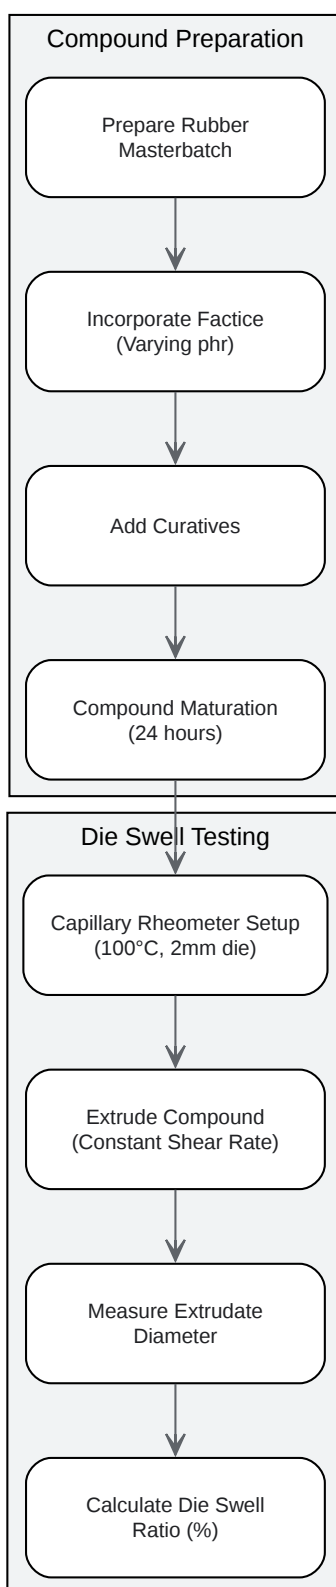 Compound Preparation
Prepare Rubber
Masterbatch
Incorporate Factice
(Varying phr)
Add Curatives
Compound Maturation
(24 hours)
Die Swell Testing
Capillary Rheometer Setup
(100°C, 2mm die)
Extrude Compound
(Constant Shear Rate)
Measure Extrudate
Diameter
Calculate Die Swell
Ratio (%)